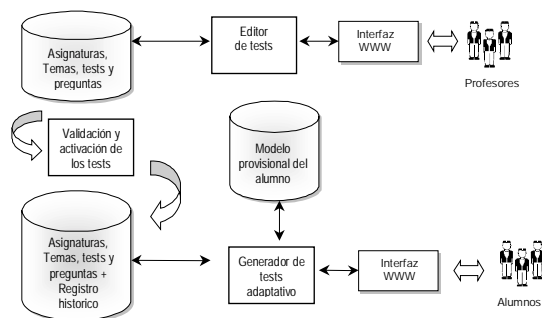 Asignaturas,
Temas, tests y
preguntas
Editor
de tests
Interfaz
WWW
Profesores
Validación y
activación de
los tests
Modelo
provisional del
alumno
Asignaturas,
Temas, tests y
preguntas +
Registro
historico
Generador de
tests
adaptativo
Interfaz
WWW
Alumnos